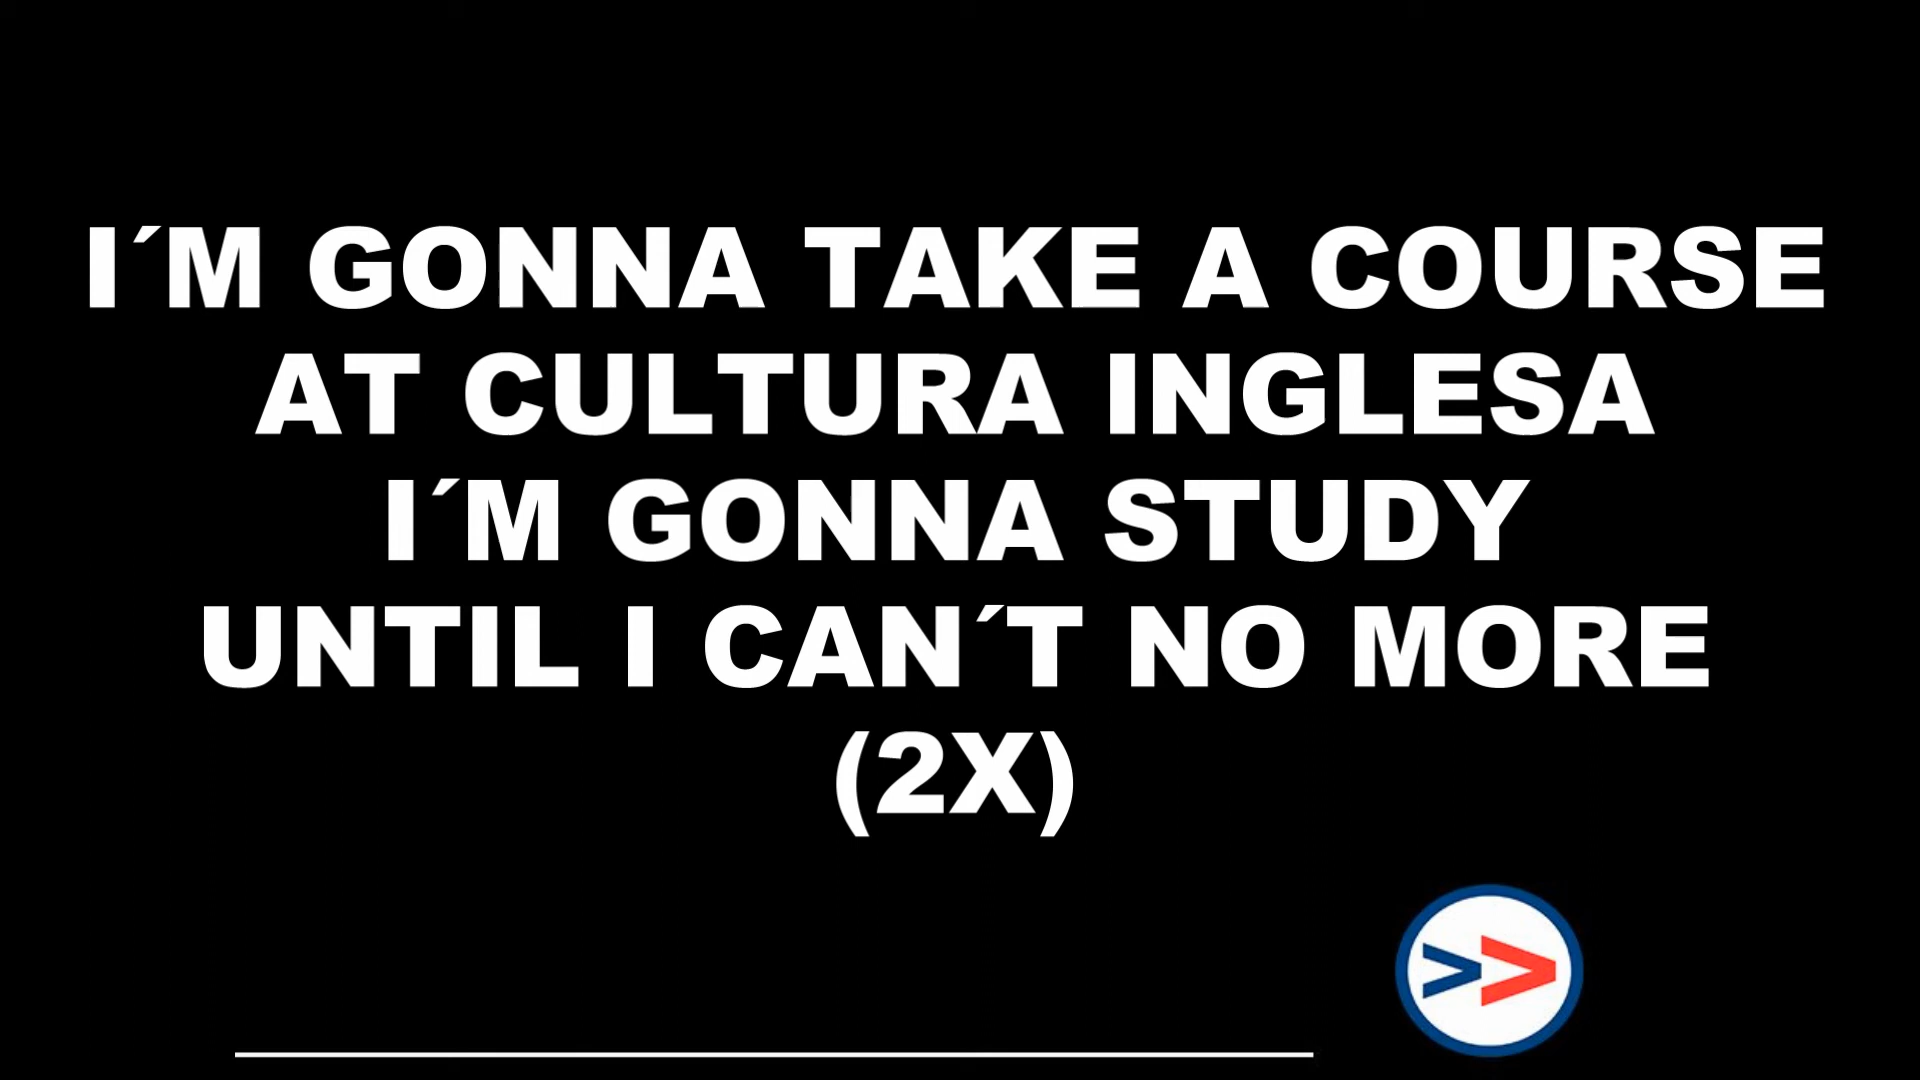 I´M GONNA TAKE A COURSE
AT CULTURA INGLESA
I´M GONNA STUDY
UNTIL I CAN´T NO MORE
(2X)